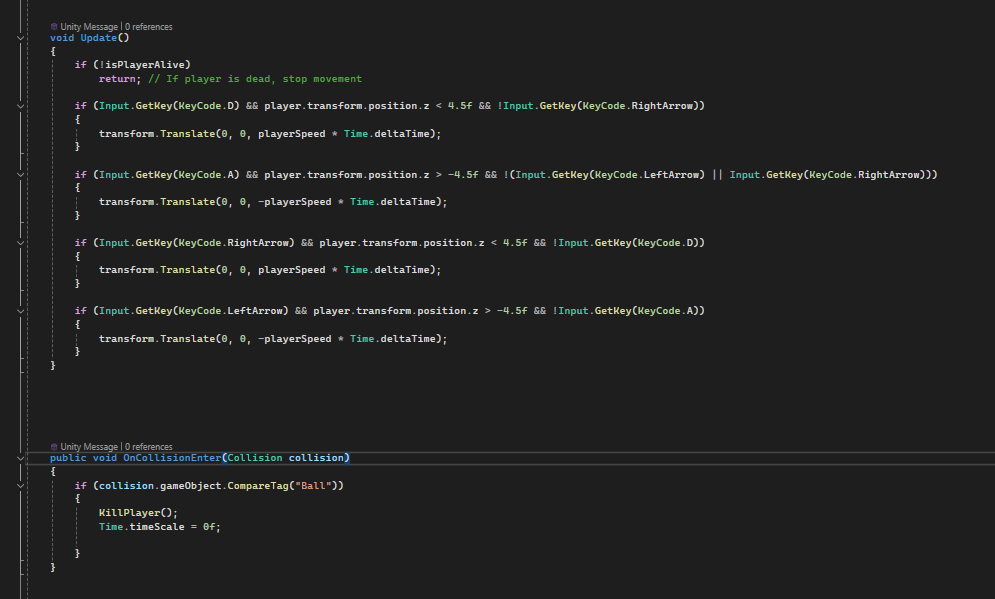 Unity Message | 0 references
void Update()
{
if (!isPlayerAlive)
return; // If player is dead, stop movement
if (Input.GetKey(KeyCode.D) && player.transform.position.z < 4.5f && !Input.GetKey(KeyCode.RightArrow))
{
transform.Translate(0, 0, playerSpeed * Time.deltaTime);
}
if (Input.GetKey(KeyCode.A) && player.transform.position.z > -4.5f && !(Input.GetKey(KeyCode.LeftArrow) || Input.GetKey(KeyCode.RightArrow)))
{
transform.Translate(0, 0, -playerSpeed * Time.deltaTime);
}
if (Input.GetKey(KeyCode.RightArrow) && player.transform.position.z < 4.5f && !Input.GetKey(KeyCode.D))
{
transform.Translate(0, 0, playerSpeed * Time.deltaTime);
}
if (Input.GetKey(KeyCode.LeftArrow) && player.transform.position.z > -4.5f && !Input.GetKey(KeyCode.A))
{
transform.Translate(0, 0, -playerSpeed * Time.deltaTime);
}
}
Unity Message | 0 references
public void OnCollisionEnter(Collision collision)
{
if (collision.gameObject.CompareTag("Ball"))
{
KillPlayer();
Time.timeScale = 0f;
}
}